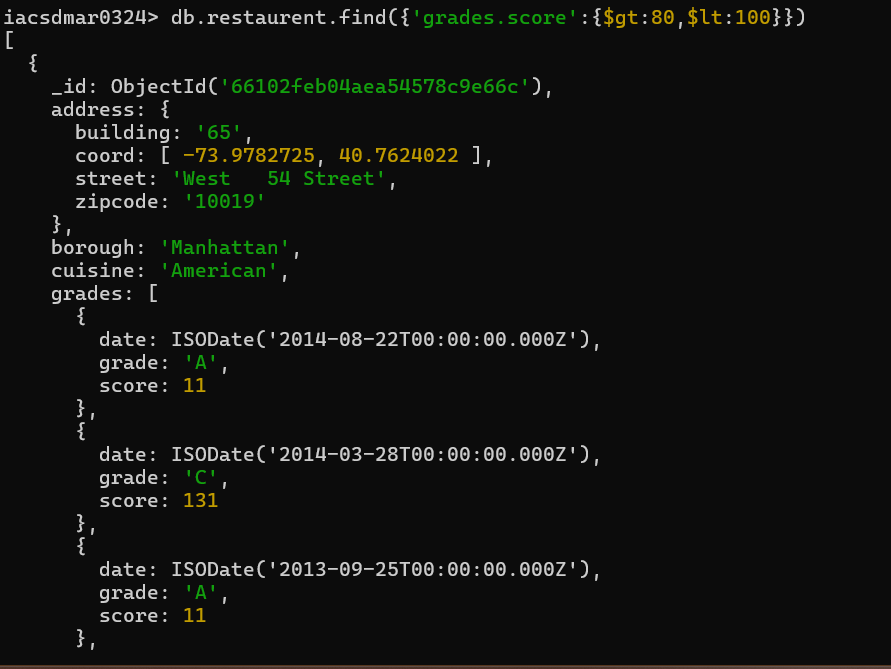 iacsdmar0324> db.restaurent.find({'grades.score':{$gt:80,$lt:100}})
[
  {
    _id: ObjectId('66102feb04aea54578c9e66c'),
    address: {
      building: '65',
      coord: [ -73.9782725, 40.7624022 ],
      street: 'West   54 Street',
      zipcode: '10019'
    },
    borough: 'Manhattan',
    cuisine: 'American',
    grades: [
      {
        date: ISODate('2014-08-22T00:00:00.000Z'),
        grade: 'A',
        score: 11
      },
      {
        date: ISODate('2014-03-28T00:00:00.000Z'),
        grade: 'C',
        score: 131
      },
      {
        date: ISODate('2013-09-25T00:00:00.000Z'),
        grade: 'A',
        score: 11
      },